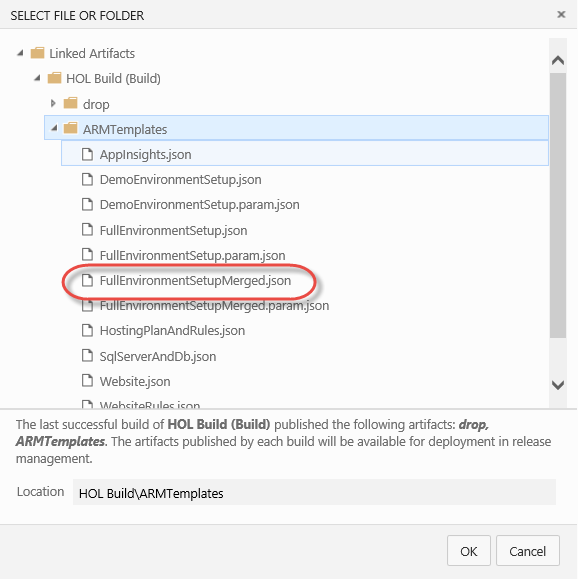 SELECT FILE OR FOLDER
Linked Artifacts
HOL Build (Build)
drop
ARMTemplates
AppInsights.json
DemoEnvironmentSetup.json
DemoEnvironmentSetup.param.json
FullEnvironmentSetup.json
FullEnvironmentSetup.param.json
FullEnvironmentSetupMerged.json
FullEnvironmentSetupMerged.param.json
HostingPlanAndRules.json
SqlServerAndDb.json
Website.json
WebsiteRules.json
The last successful build of HOL Build (Build) published the following artifacts: drop,
ARMTemplates. The artifacts published by each build will be available for deployment in release
management.
Location HOL Build\ARMTemplates
OK Cancel